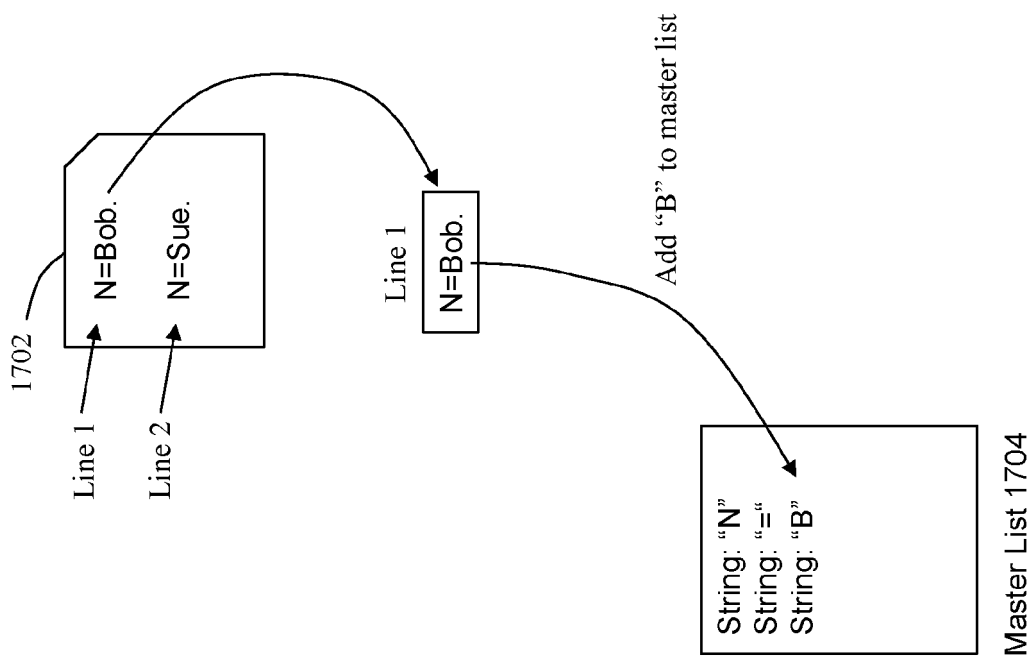 1702
Line 1
N=Bob.
Line 2
N=Sue.
Line 1
N=Bob.
Add “B” to master list
String: “N”
String: “=“
String: “B”
Master List 1704